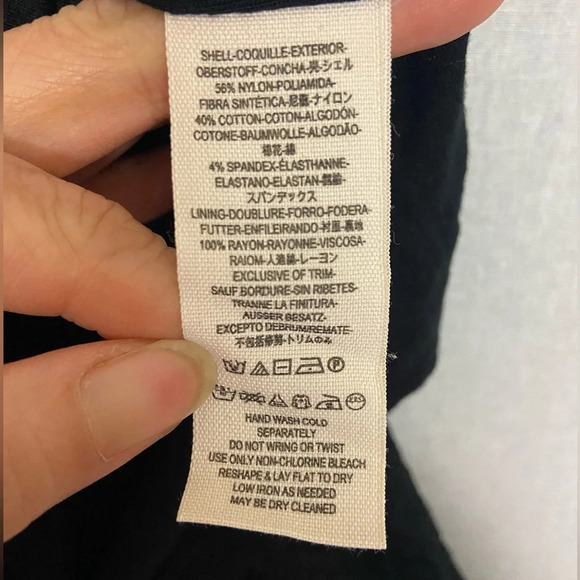 SHELL-COQUILLE-EXTERIOR-
OBERSTOFF-CONCHA-壳-シェル
56% NYLON-POLIAMIDA-
FIBRA SINTÉTICA-尼龍-ナイロン
40% COTTON-COTON-ALGODÓN-
COTONE-BAUMWOLLE-ALGODÃO-
棉花-綿
4% SPANDEX-ÉLASTHANNE-
ELASTANO-ELASTAN-
スパンデックス
LINING-DOUBLURE-FORRO-FODERA-
FUTTER-ENFILEIRANDO-衬里-裏地
100% RAYON-RAYONNE-VISCOSA-
RAIOM-人造絲-レーヨン
EXCLUSIVE OF TRIM-
SAUF BORDURE-SIN RIBETES-
TRANNE LA FINITURA-
AUSSER BESATZ-
EXCEPTO DEBRUM/REMATE-
不包括修剪-トリムのみ
P
HAND WASH COLD
SEPARATELY
DO NOT WRING OR TWIST
USE ONLY NON-CHLORINE BLEACH
RESHAPE & LAY FLAT TO DRY
LOW IRON AS NEEDED
MAY BE DRY CLEANED